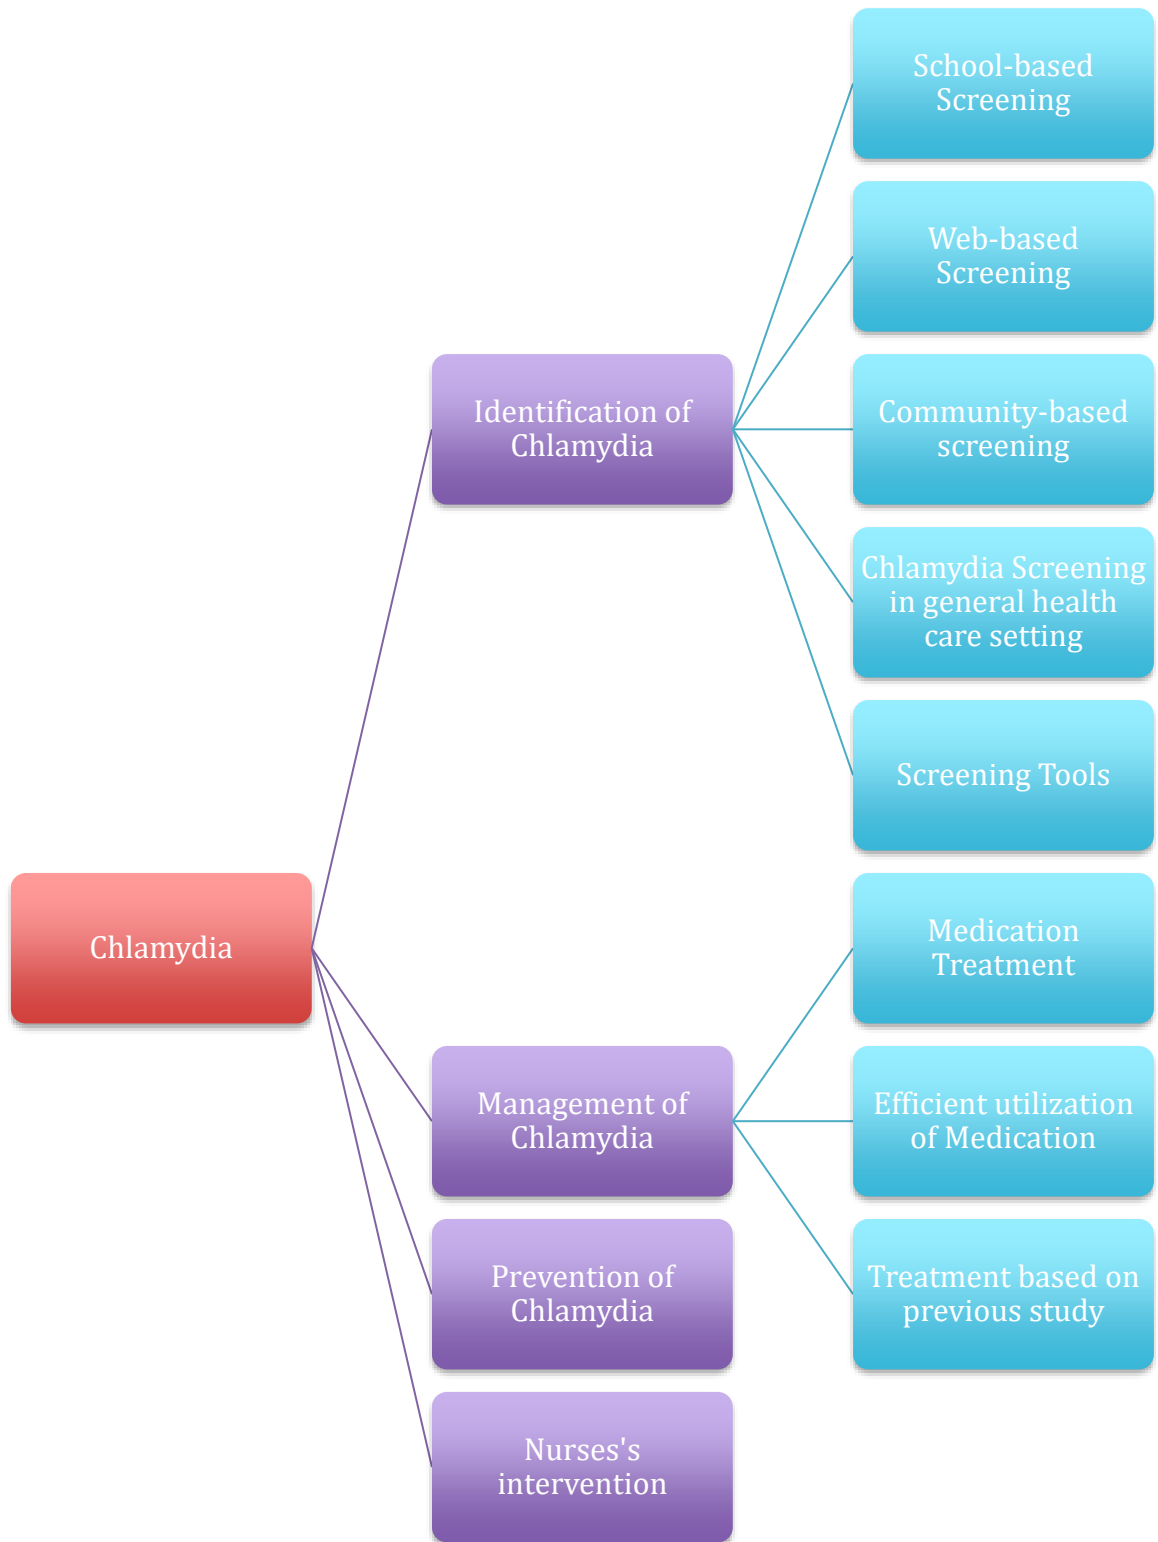 School-based
Screening
Web-based
Screening
Identification of
Chlamydia
Community-based
screening
Chlamydia Screening
in general health
care setting
Screening Tools
Chlamydia
Medication
Treatment
Management of
Chlamydia
Efficient utilization
of Medication
Prevention of
Chlamydia
Treatment based on
previous study
Nurses's
intervention